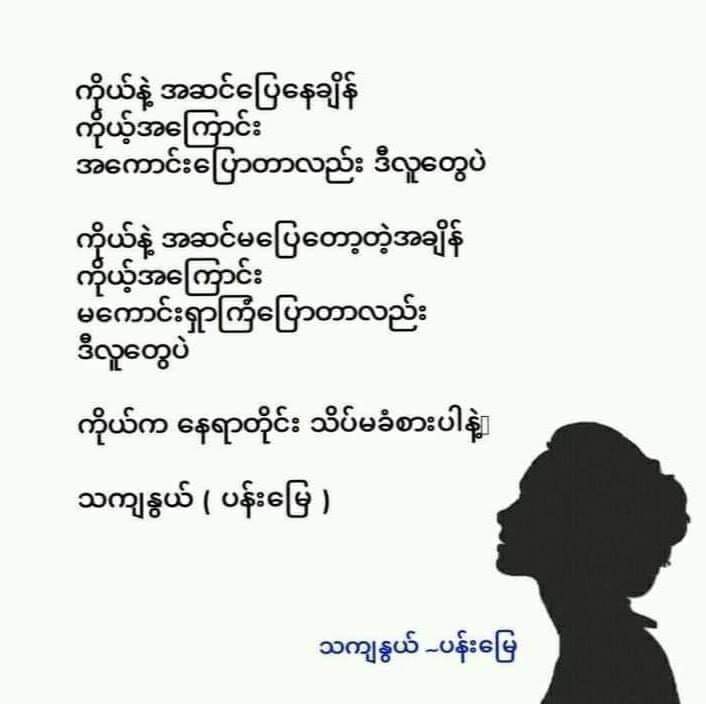 ကိုယ်နဲ့ အဆင်ပြေနေချိန်
ကိုယ့်အကြောင်း
အကောင်းပြောတာလည်း ဒီလူတွေပဲ
ကိုယ်နဲ့ အဆင်မပြေတော့တဲ့အချိန်
ကိုယ့်အကြောင်း
မကောင်းရှာကြံပြောတာလည်း
ဒီလူတွေပဲ
ကိုယ်က နေရာတိုင်း သိပ်မခံစားပါနဲ့
သကျနွယ် ( ပန်းမြေ )
သကျနွယ် ~ပန်းမြေ